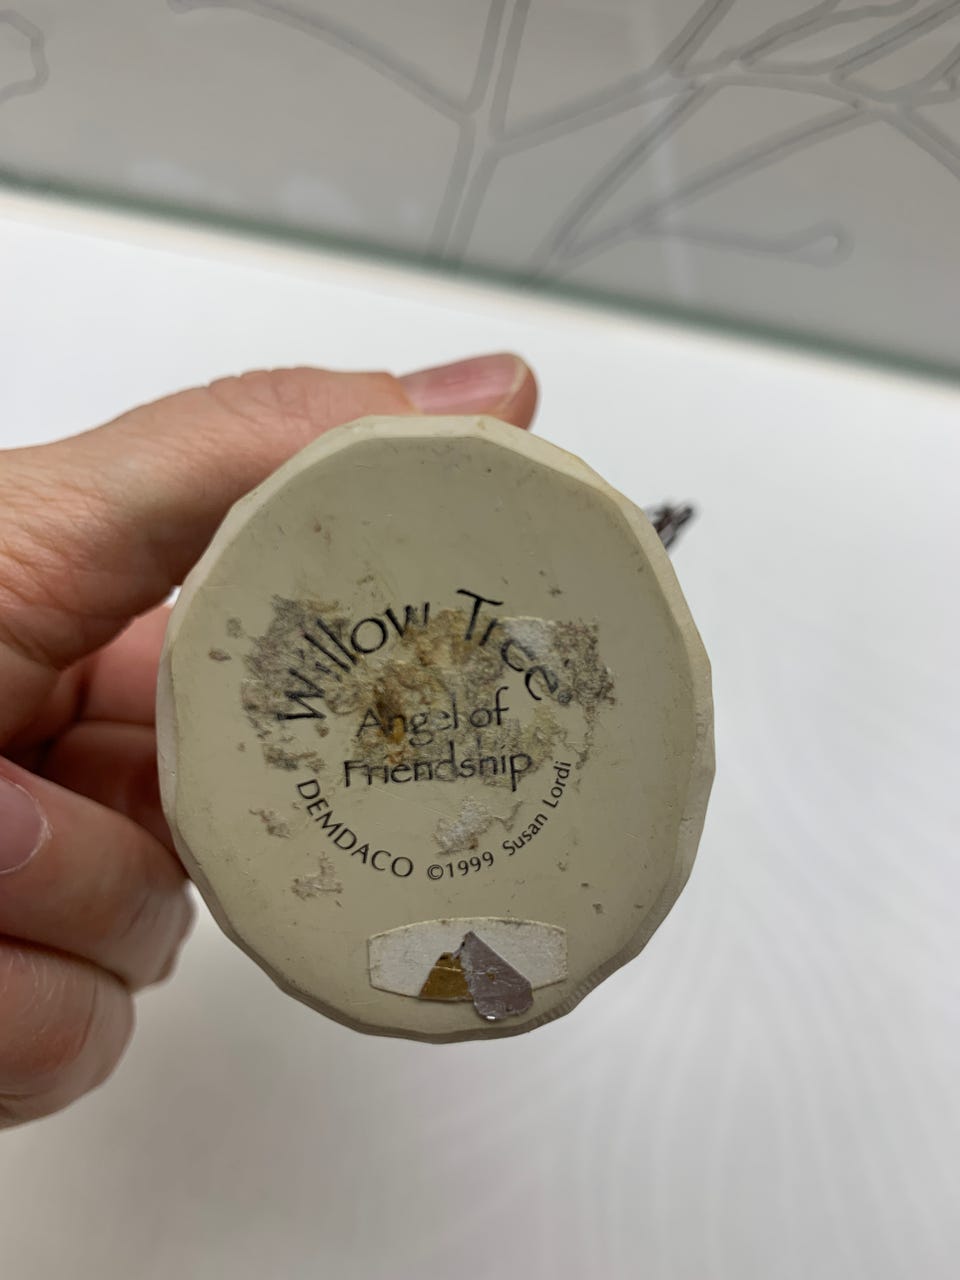 Willow Tree
Angel of
Friendship
DEMDACO ©1999 Susan Lordi